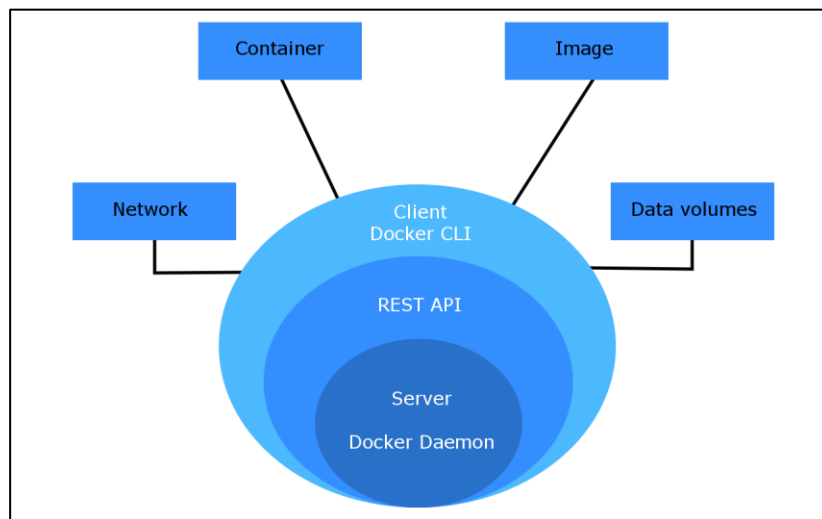 Container
Image
Network
Data volumes
Client
Docker CLI
REST API
Server
Docker Daemon